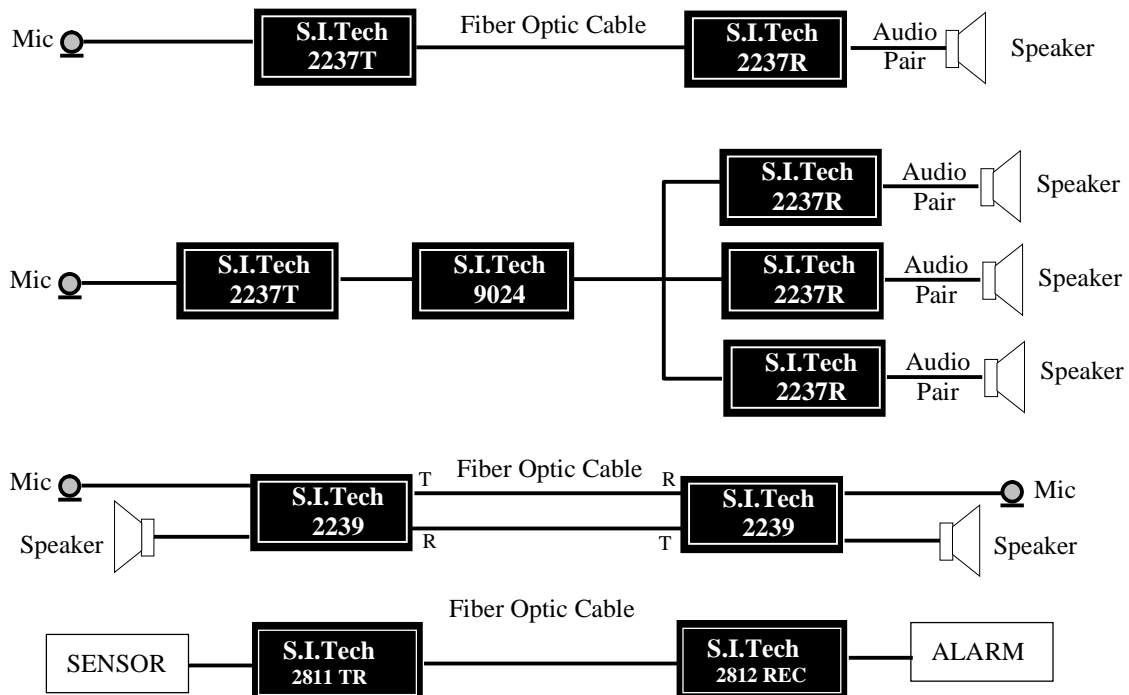 Mic
S.I.Tech
2237T
Fiber Optic Cable
S.I.Tech
2237R
Audio
Pair
Speaker
Mic
S.I.Tech
2237T
S.I.Tech
9024
S.I.Tech
2237R
Audio
Pair
Speaker
S.I.Tech
2237R
Audio
Pair
Speaker
S.I.Tech
2237R
Audio
Pair
Speaker
Mic
Speaker
S.I.Tech
2239
T
R
Fiber Optic Cable
R
T
S.I.Tech
2239
Mic
Speaker
SENSOR
S.I.Tech
2811 TR
Fiber Optic Cable
S.I.Tech
2812 REC
ALARM